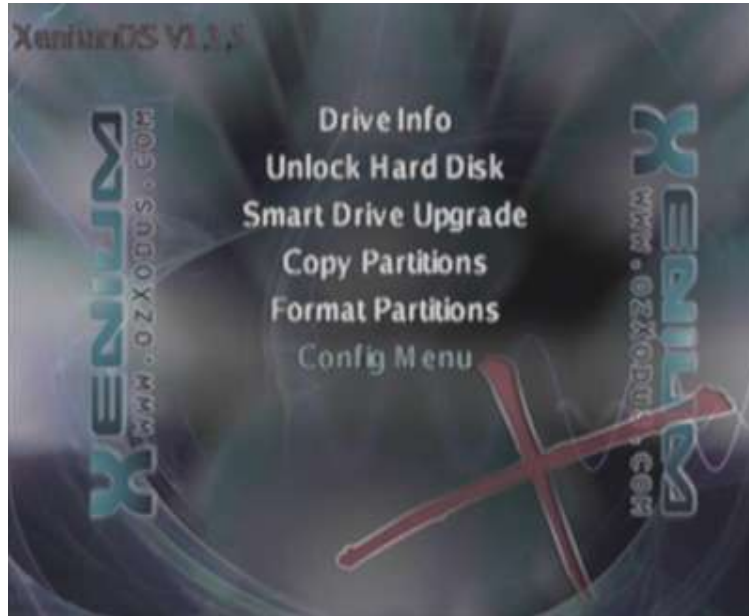 XeniumOS V1.1.5
Drive Info
Unlock Hard Disk
Smart Drive Upgrade
Copy Partitions
Format Partitions
Config Menu
XENIUM
WWW.OZXODUS.COM
XENIUM
WWW.OZXODUS.COM